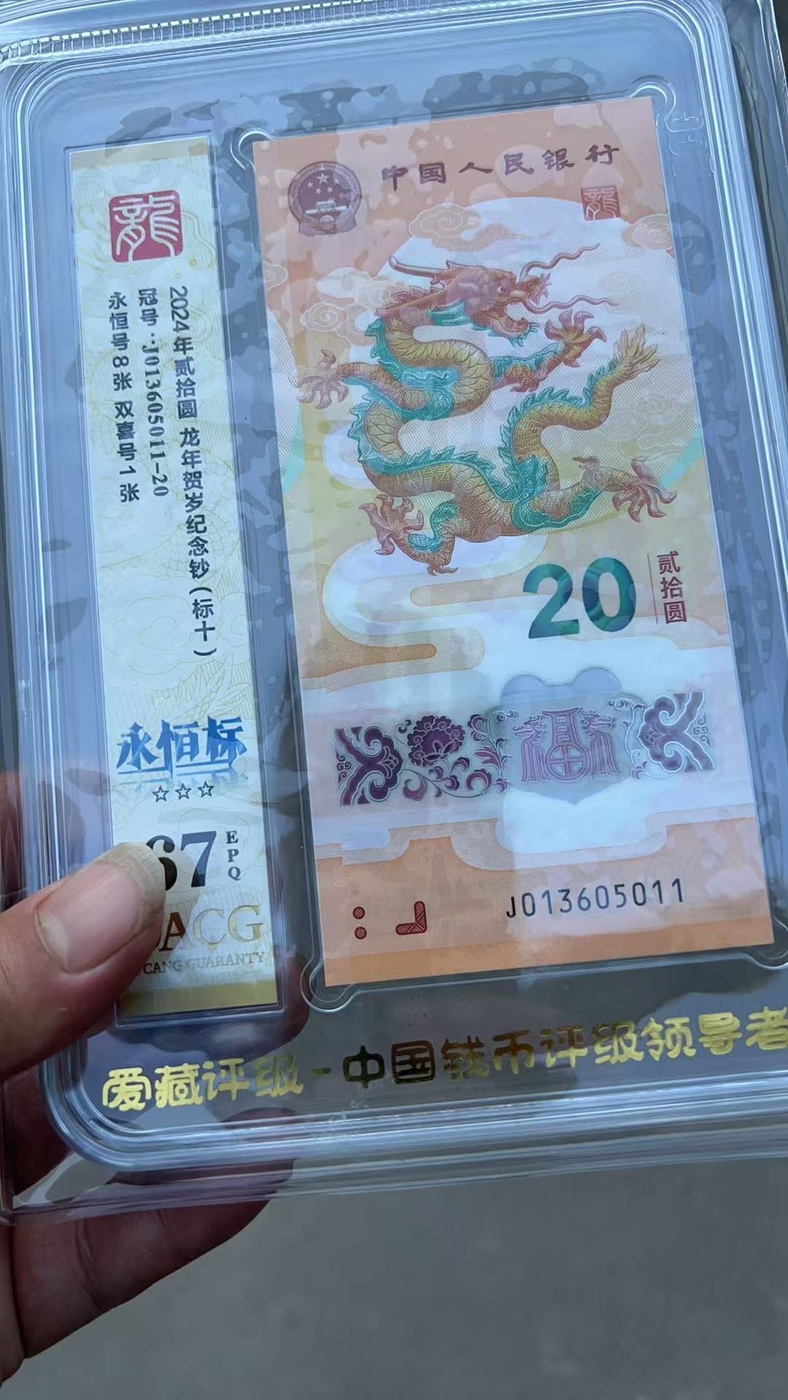 龍
2024年贰拾圆 龙年贺岁纪念钞(标十)
冠号:J013605011-20
永恒号8张 双喜号1张
永恒标
☆☆☆
67
EPQ
ACG
CANG GUARANTY
中国人民银行
龍
20
贰拾圆
福
J013605011
爱藏评级-中国钱币评级领导者